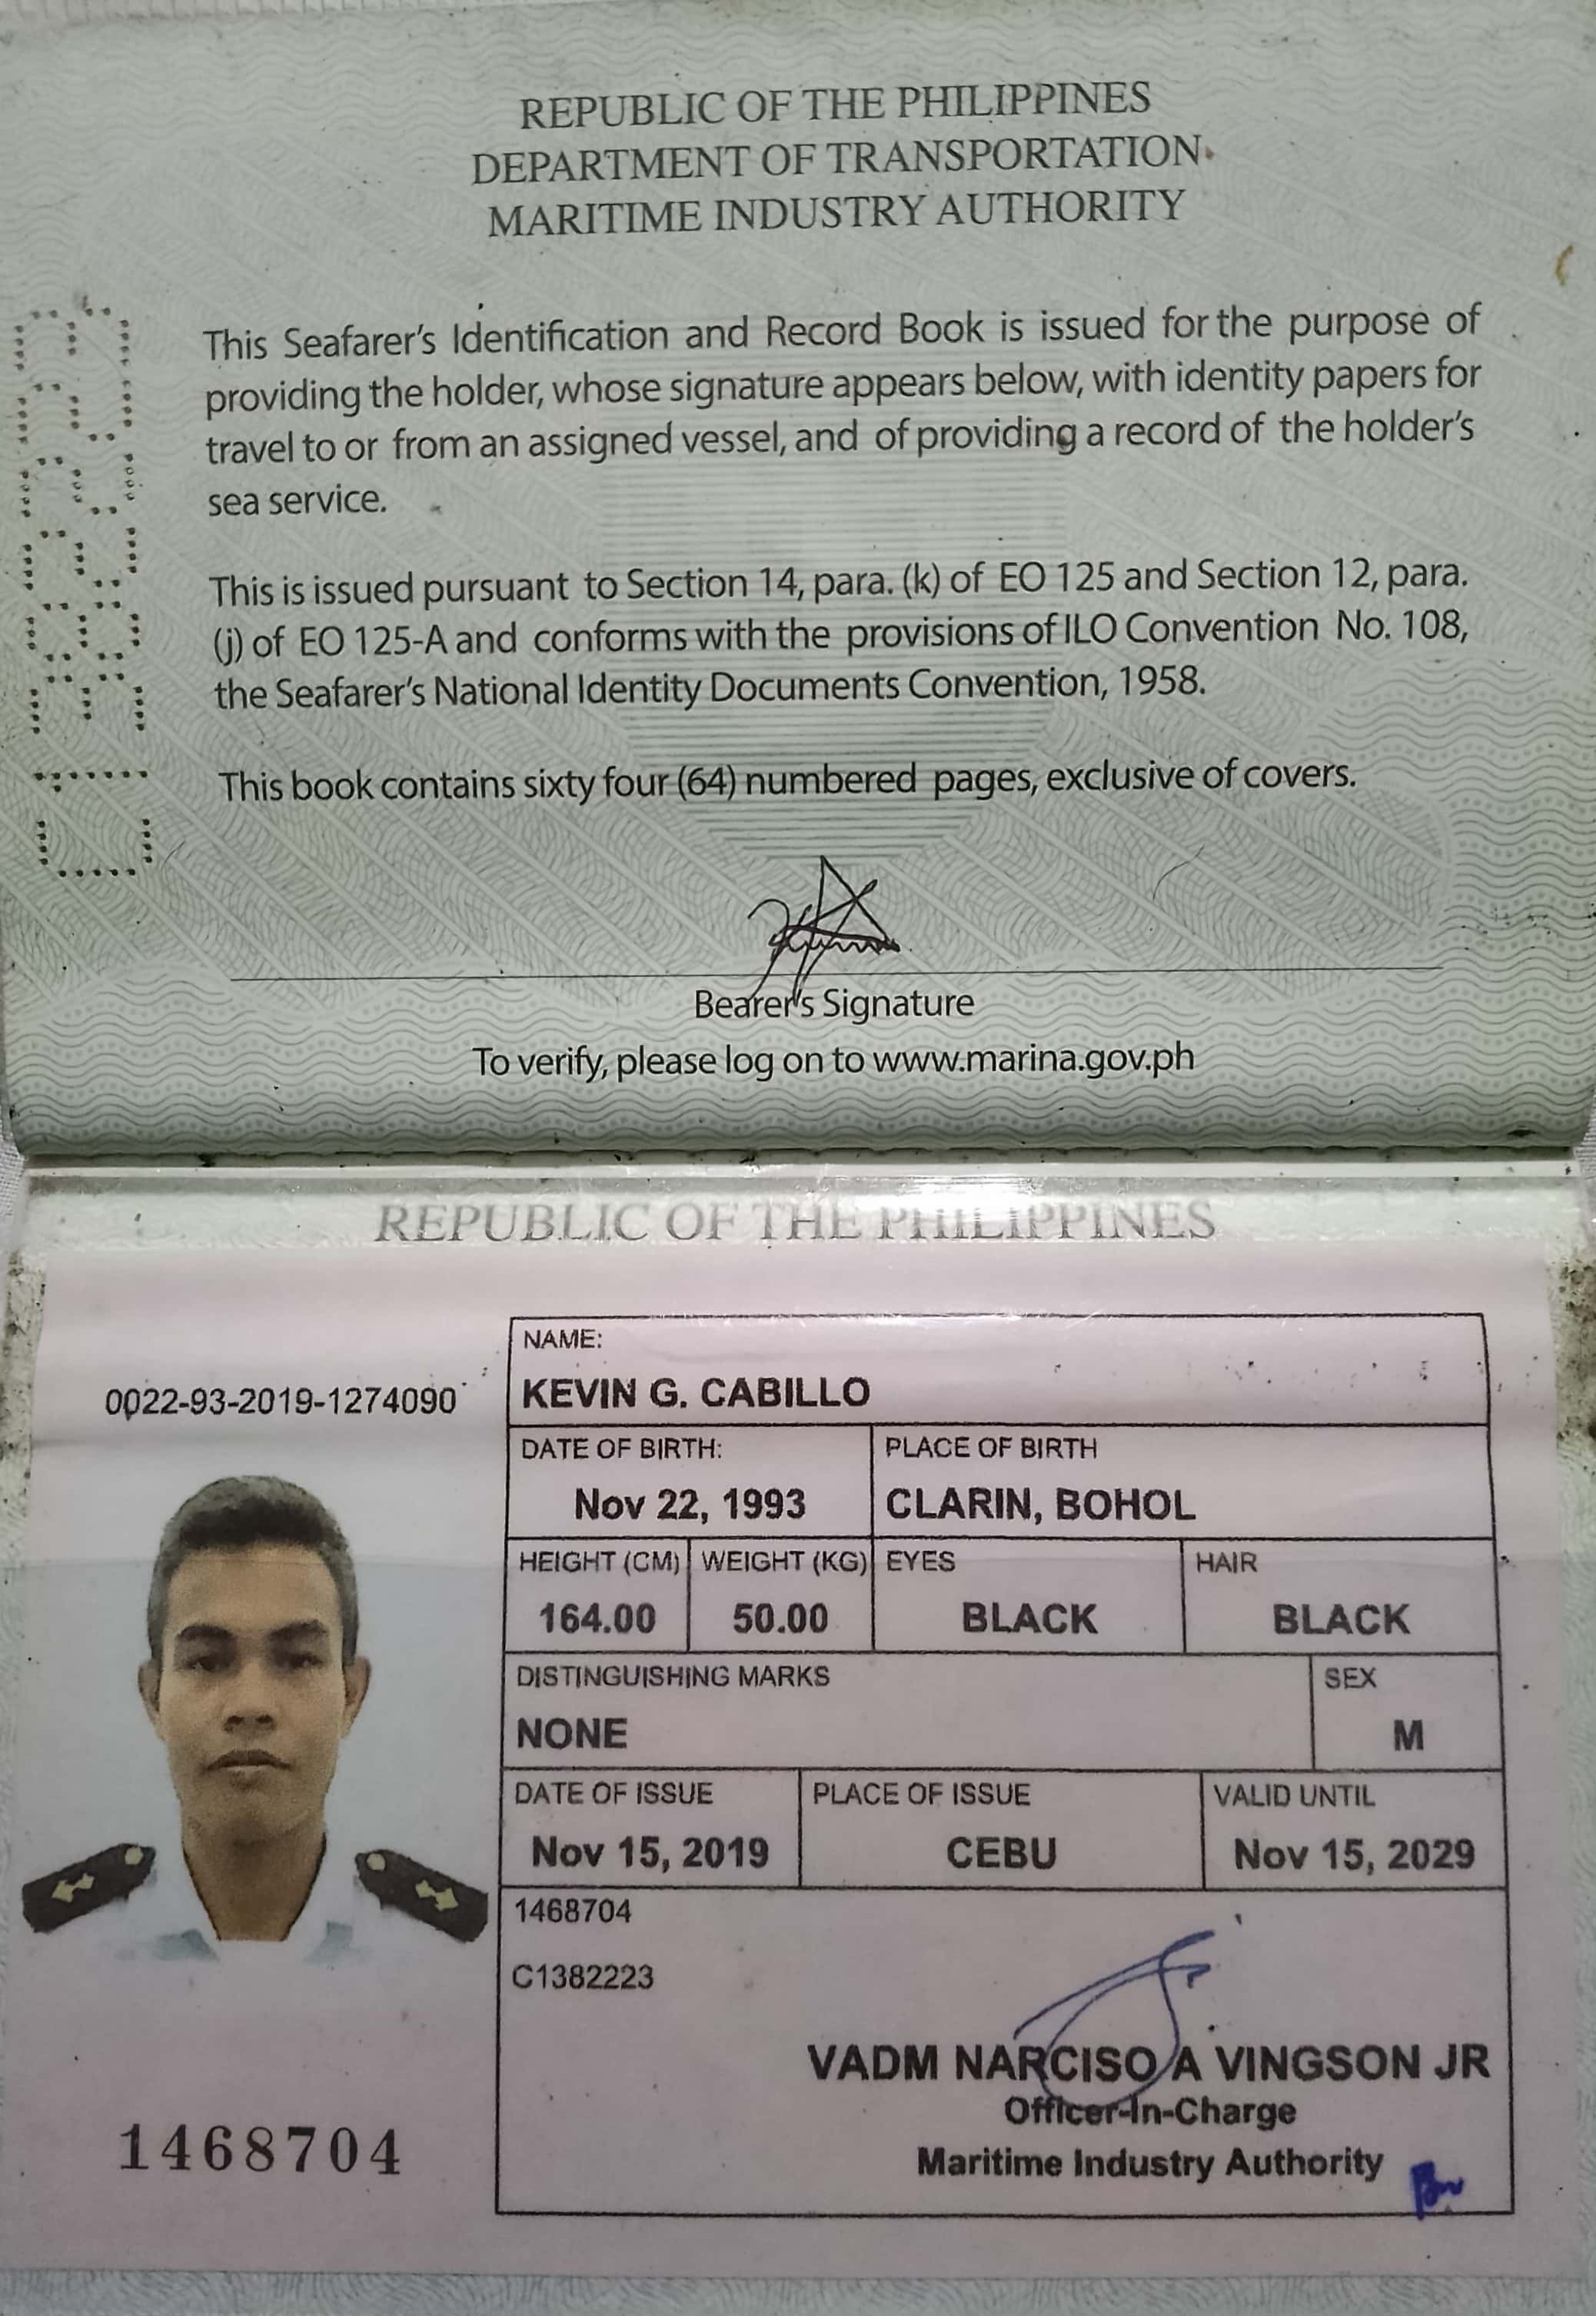 REPUBLIC OF THE PHILIPPINES
DEPARTMENT OF TRANSPORTATION
MARITIME INDUSTRY AUTHORITY
This Seafarer's Identification and Record Book is issued for the purpose of
providing the holder, whose signature appears below, with identity papers for
travel to or from an assigned vessel, and of providing a record of the holder's
sea service.
This is issued pursuant to Section 14, para. (k) of EO 125 and Section 12, para.
(j) of EO 125-A and conforms with the provisions of ILO Convention No. 108,
the Seafarer's National Identity Documents Convention, 1958.
This book contains sixty four (64) numbered pages, exclusive of covers.
Bearer's Signature
To verify, please log on to www.marina.gov.ph
C1382223
REPUBLIC OF THE PHILIPPINES
0022-93-2019-1274090
NAME:
KEVIN G. CABILLO
DATE OF BIRTH: PLACE OF BIRTH
Nov 22, 1993 CLARIN, BOHOL
HEIGHT (CM) WEIGHT (KG) EYES HAIR
164.00 50.00 BLACK BLACK
DISTINGUISHING MARKS SEX
NONE M
DATE OF ISSUE PLACE OF ISSUE VALID UNTIL
Nov 15, 2019 CEBU Nov 15, 2029
1468704
C1382223
VADM NARCISO A VINGSON JR
Officer-In-Charge
Maritime Industry Authority
1468704